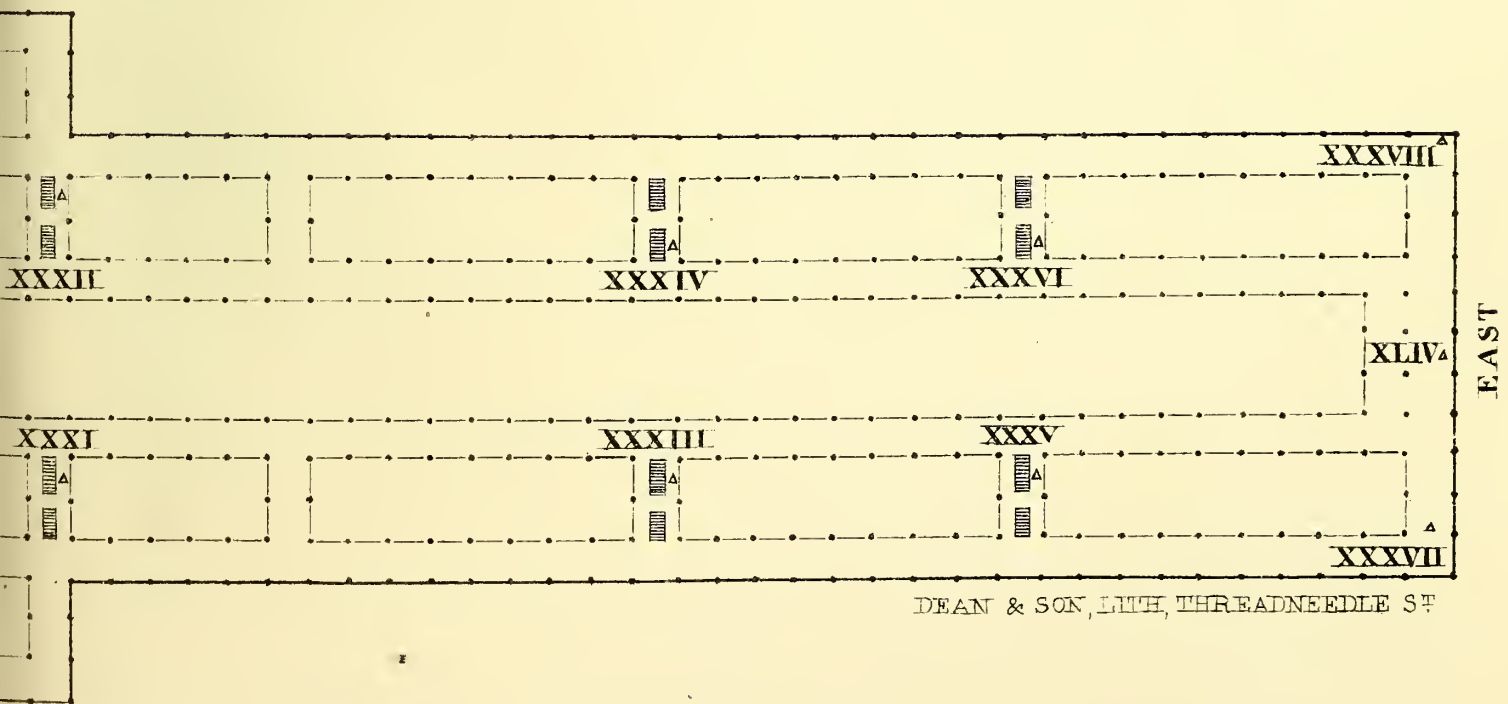 XXXVIII
XXXII XXXIV XXXVI
XLIV
EAST
XXXI XXXIII XXXV
XXXVII
DEAN & SON, LITH, THREADNEEDLE ST